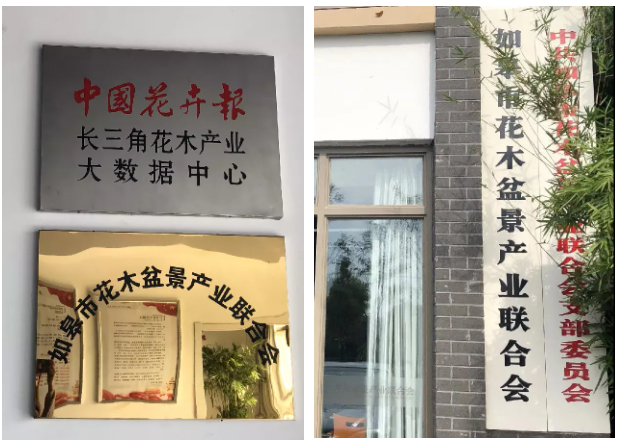 中國花卉報
长三角花木产业
大数据中心
如皋市花木盆景产业联合会
如皋市花木盆景产业联合会
联合会支部委员会